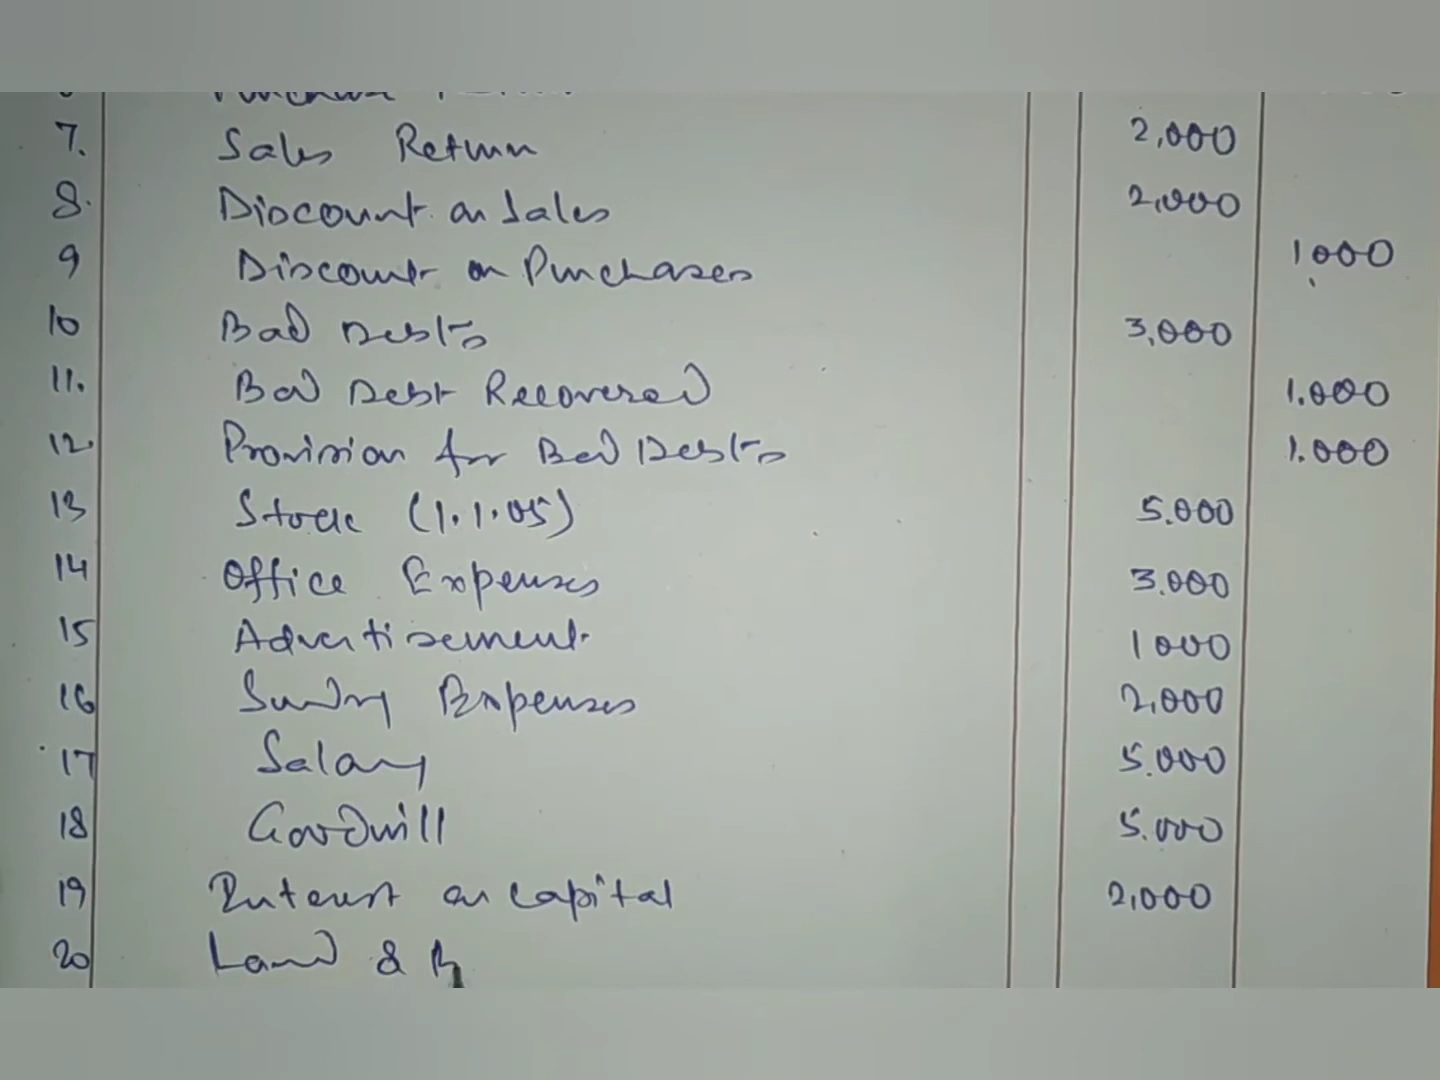 7. Sales Return 2,000
8. Discount on Sales 2,000
9 Discount on Purchases 1000
10 Bad Debts 3,000
11. Bad Debt Recovered 1.000
12. Provision for Bad Debts 1.000
13 Stock (1.1.05) 5.000
14 Office Expenses 3.000
15 Advertisement 1000
16 Sundry Expenses 2,000
17 Salary 5.000
18 Goodwill 5.000
19 Interest on Capital 2,000
20 Land & B